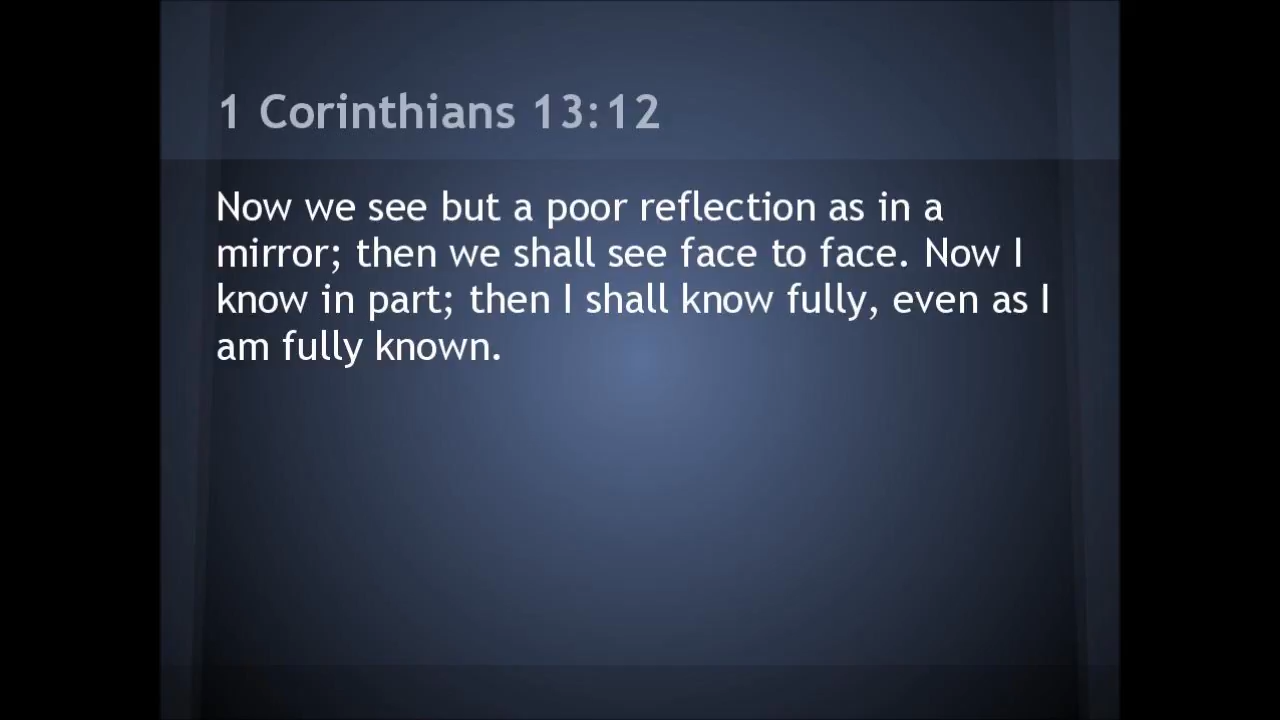 1 Corinthians 13:12
Now we see but a poor reflection as in a
mirror; then we shall see face to face. Now I
know in part; then I shall know fully, even as I
am fully known.